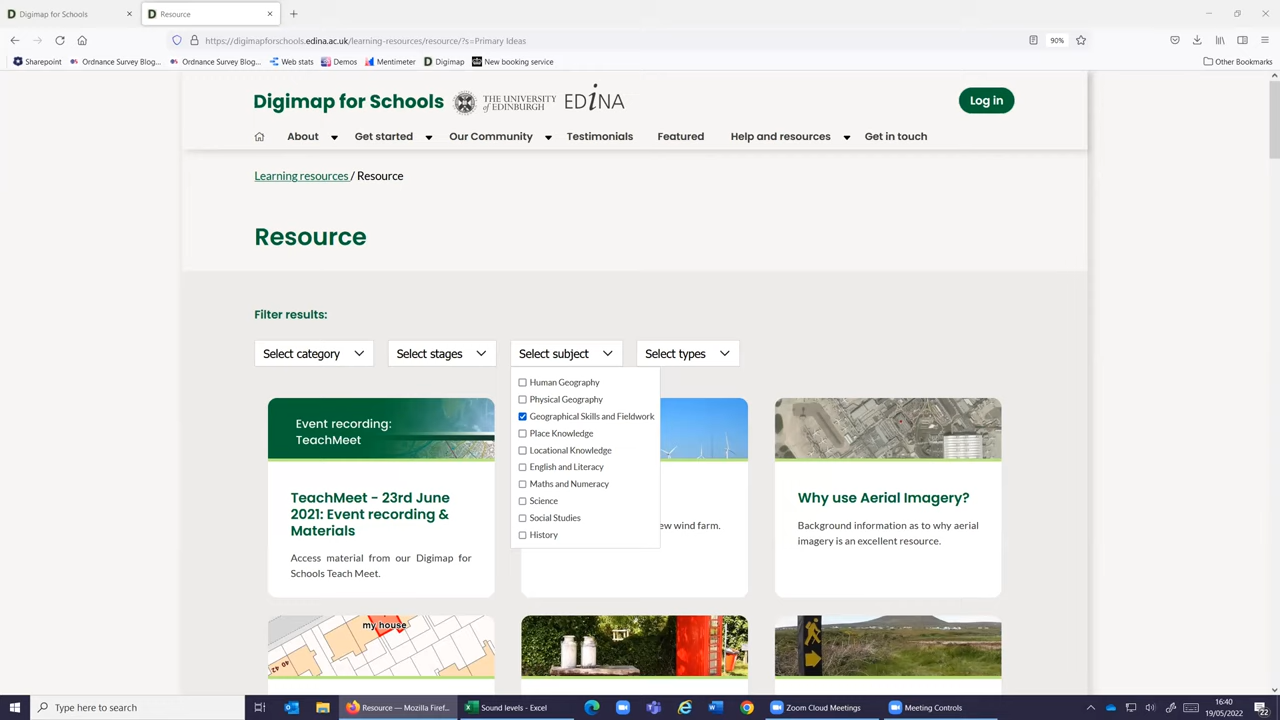 Digimap for Schools
Resource
https://digimapforschools.edina.ac.uk/learning-resources/resource/?s=Primary Ideas
90%
Sharepoint
Ordnance Survey Blog...
Ordnance Survey Blog...
Web stats
Demos
Mentimeter
Digimap
New booking service
Other Bookmarks
Digimap for Schools
THE UNIVERSITY of EDINBURGH
EDINA
Log in
About
Get started
Our Community
Testimonials
Featured
Help and resources
Get in touch
Learning resources / Resource
Resource
Filter results:
Select category
Select stages
Select subject
Select types
Human Geography
Physical Geography
Geographical Skills and Fieldwork
Place Knowledge
Locational Knowledge
English and Literacy
Maths and Numeracy
Science
Social Studies
History
Event recording:
TeachMeet
TeachMeet - 23rd June
2021: Event recording &
Materials
Access material from our Digimap for
Schools Teach Meet.
ew wind farm.
Why use Aerial Imagery?
Background information as to why aerial
imagery is an excellent resource.
my house
40
42
Type here to search
Resource — Mozilla Firef...
Sound levels - Excel
Zoom Cloud Meetings
Meeting Controls
16:40
19/05/2022
22